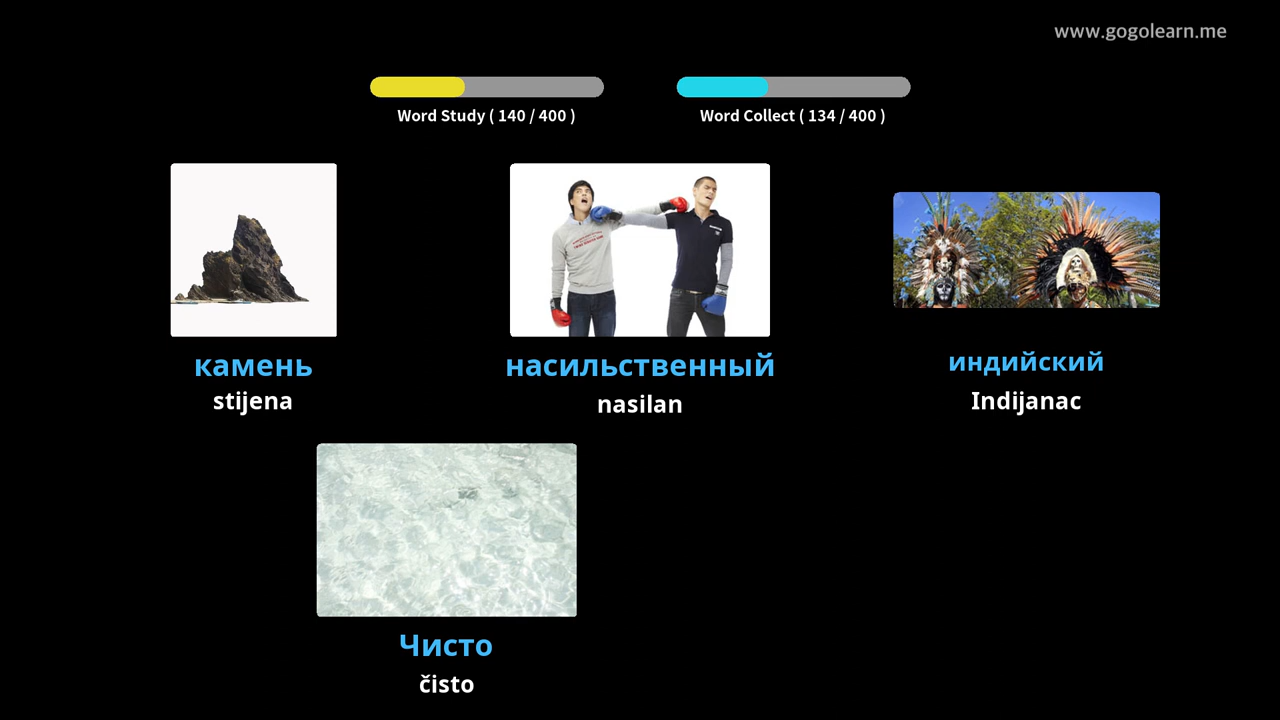 www.gogolearn.me
Word Study ( 140 / 400 )
Word Collect ( 134 / 400 )
камень
stijena
насильственный
nasilan
индийский
Indijanac
Чисто
čisto